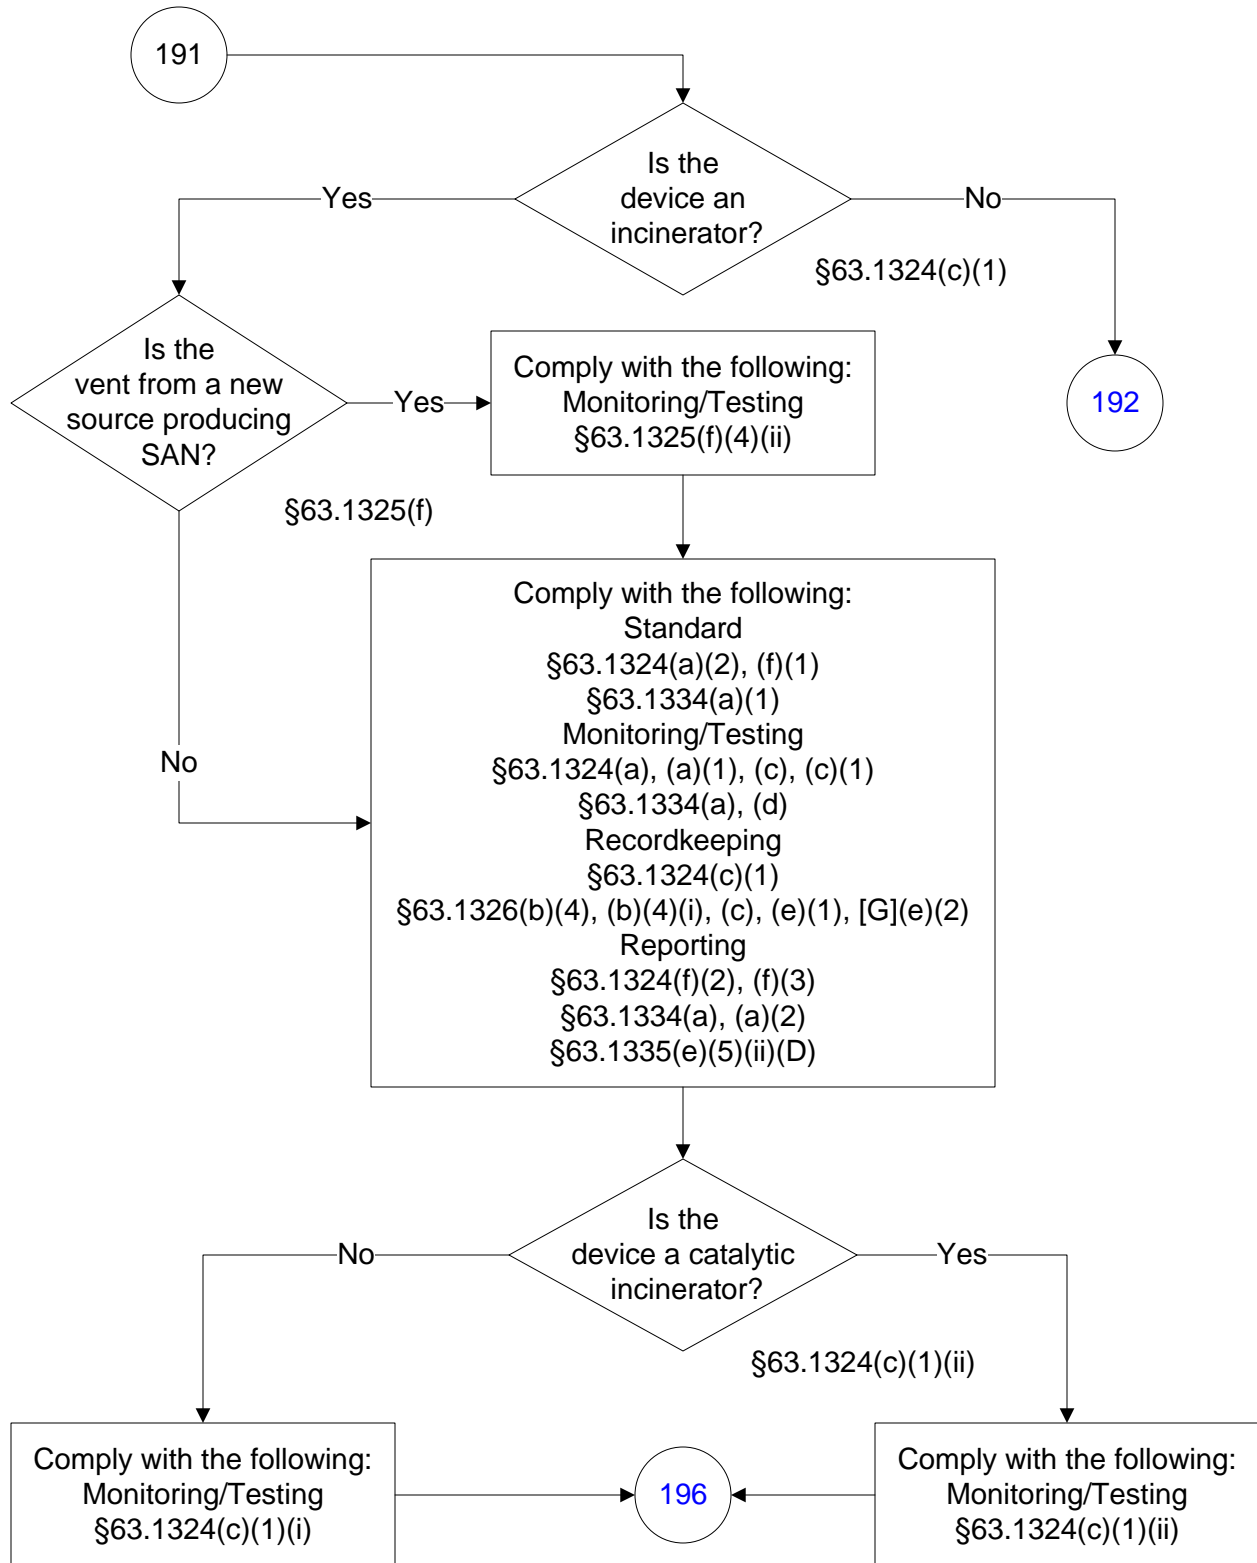 191
Is the
device an
incinerator?
Yes
No
§63.1324(c)(1)
Is the
vent from a new
source producing
SAN?
Yes
Comply with the following:
Monitoring/Testing
§63.1325(f)(4)(ii)
192
§63.1325(f)
No
Comply with the following:
Standard
§63.1324(a)(2), (f)(1)
§63.1334(a)(1)
Monitoring/Testing
§63.1324(a), (a)(1), (c), (c)(1)
§63.1334(a), (d)
Recordkeeping
§63.1324(c)(1)
§63.1326(b)(4), (b)(4)(i), (c), (e)(1), [G](e)(2)
Reporting
§63.1324(f)(2), (f)(3)
§63.1334(a), (a)(2)
§63.1335(e)(5)(ii)(D)
Is the
device a catalytic
incinerator?
No
Yes
§63.1324(c)(1)(ii)
Comply with the following:
Monitoring/Testing
§63.1324(c)(1)(i)
196
Comply with the following:
Monitoring/Testing
§63.1324(c)(1)(ii)